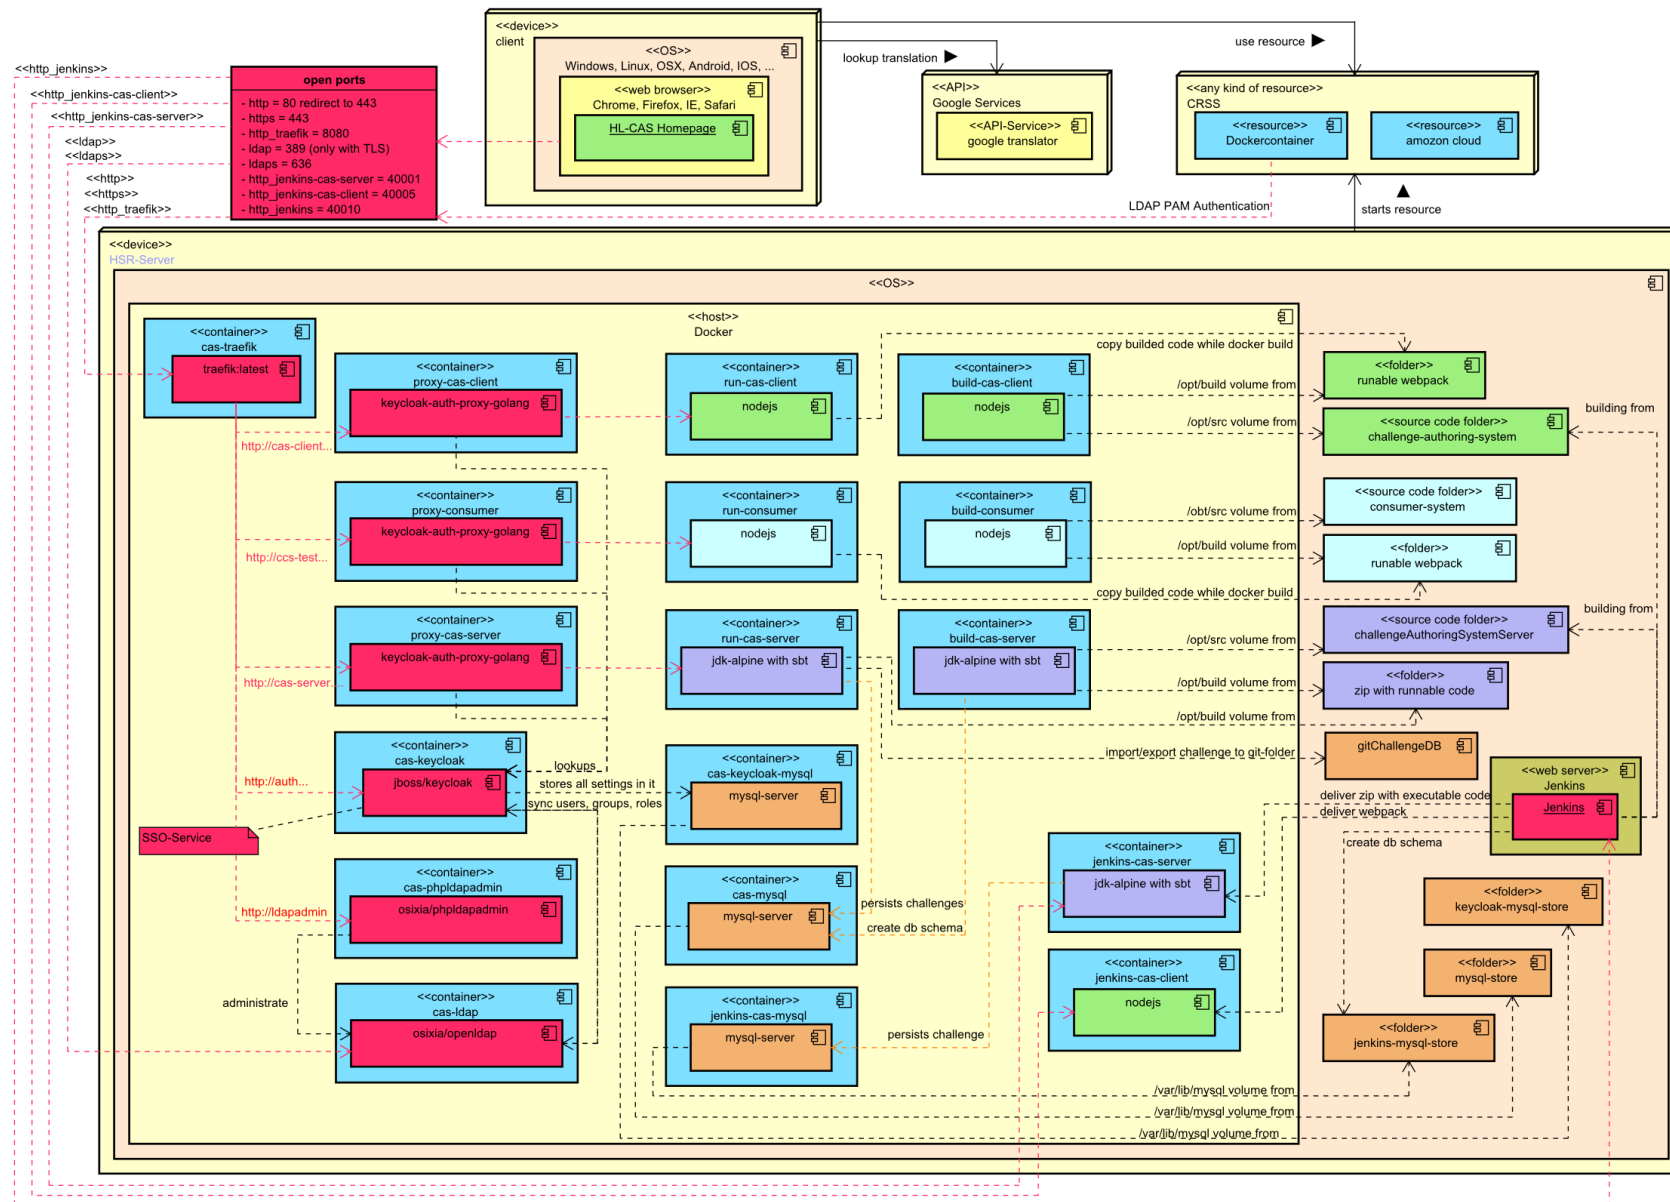 <<http_jenkins>>
<<http_jenkins-cas-client>>
<<http_jenkins-cas-server>>
<<ldap>>
<<ldaps>>
<<http>>
<<https>>
<<http_traefik>>
open ports
- http = 80 redirect to 443
- https = 443
- http_traefik = 8080
- ldap = 389 (only with TLS)
- ldaps = 636
- http_jenkins-cas-server = 40001
- http_jenkins-cas-client = 40005
- http_jenkins = 40010
<<device>>
client
<<OS>>
Windows, Linux, OSX, Android, IOS, ...
<<web browser>>
Chrome, Firefox, IE, Safari
HL-CAS Homepage
lookup translation
use resource
<<API>>
Google Services
<<API-Service>>
google translator
<<any kind of resource>>
CRSS
<<resource>>
Dockercontainer
<<resource>>
amozon cloud
LDAP PAM Authentication
starts resource
<<device>>
HSR-Server
<<OS>>
<<host>>
Docker
<<container>>
cas-traefik
traefik:latest
<<container>>
proxy-cas-client
keycloak-auth-proxy-golang
http://cas-client...
<<container>>
run-cas-client
nodejs
<<container>>
build-cas-client
nodejs
copy builded code while docker build
/opt/build volume from
/opt/src volume from
<<folder>>
runable webpack
building from
<<source code folder>>
challenge-authoring-system
<<container>>
proxy-consumer
keycloak-auth-proxy-golang
http://ccs-test...
<<container>>
run-consumer
nodejs
<<container>>
build-consumer
nodejs
/obt/src volume from
/opt/build volume from
copy builded code while docker build
<<source code folder>>
consumer-system
<<folder>>
runable webpack
building from
<<container>>
proxy-cas-server
keycloak-auth-proxy-golang
http://cas-server...
<<container>>
run-cas-server
jdk-alpine with sbt
<<container>>
build-cas-server
jdk-alpine with sbt
/opt/src volume from
/opt/build volume from
/opt/build volume from
import/export challenge to git-folder
<<source code folder>>
challengeAuthoringSystemServer
<<folder>>
zip with runnable code
gitChallengeDB
<<container>>
cas-keycloak
jboss/keycloak
http://auth...
lookups
stores all settings in it
sync users, groups, roles
<<container>>
cas-keycloak-mysql
mysql-server
<<web server>>
Jenkins
Jenkins
deliver zip with executable code
deliver webpack
create db schema
SSO-Service
<<container>>
cas-phpldapadmin
osixia/phpldapadmin
http://ldapadmin
<<container>>
cas-mysql
mysql-server
persists challenges
create db schema
<<container>>
jenkins-cas-server
jdk-alpine with sbt
<<folder>>
keycloak-mysql-store
administrate
<<container>>
cas-ldap
osixia/openldap
<<container>>
jenkins-cas-mysql
mysql-server
persists challenge
<<container>>
jenkins-cas-client
nodejs
<<folder>>
mysql-store
<<folder>>
jenkins-mysql-store
/var/lib/mysql volume from
/var/lib/mysql volume from
/var/lib/mysql volume from